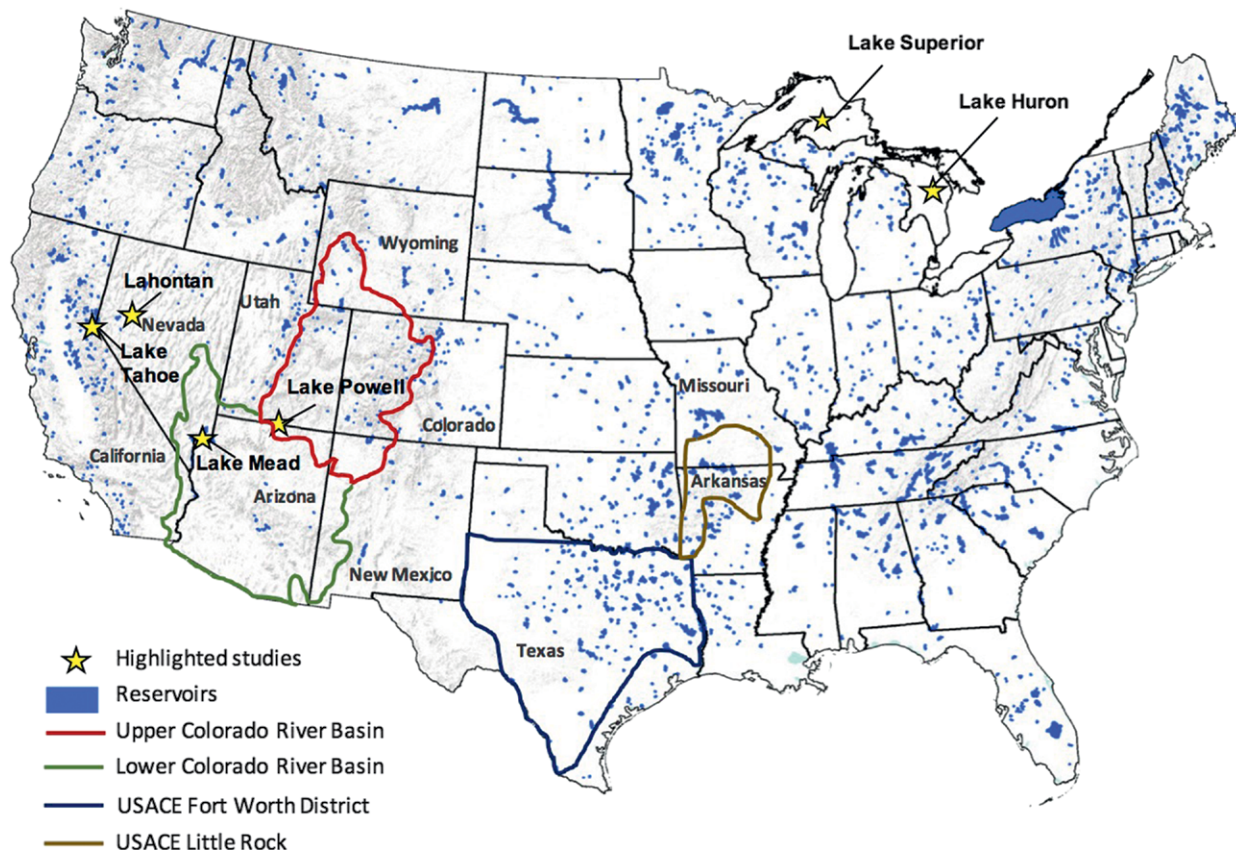 Lake Superior
Lake Huron
Wyoming
Lahontan
Utah
Nevada
Lake
Tahoe
Lake Powell
Missouri
Colorado
California
Lake Mead
Arkansas
Arizona
New Mexico
Texas
Highlighted studies
Reservoirs
Upper Colorado River Basin
Lower Colorado River Basin
USACE Fort Worth District
USACE Little Rock